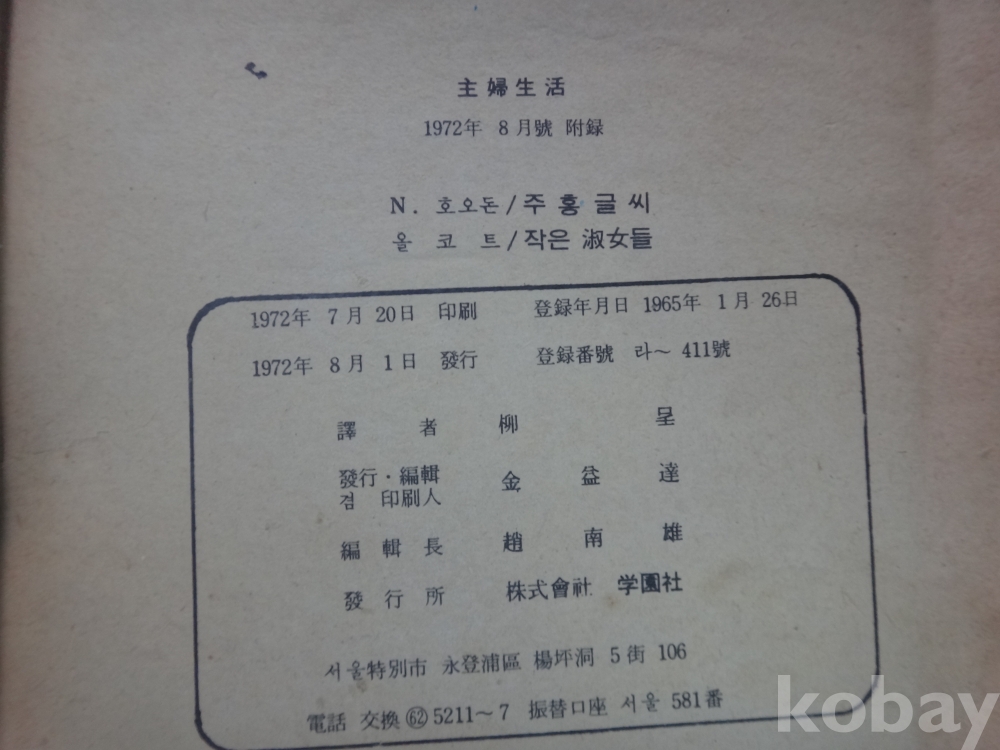 主婦生活
1972年 8月號 附録
N. 호오돈/주홍글씨
올 코 트/작은 淑女들
1972年 7月 20日 印刷 登録年月日 1965年 1月 26日
1972年 8月 1日 發行 登録番號 라~ 411號
譯 者 柳 呈
發行·編輯 겸 印刷人 金 益 達
編 輯 長 趙 南 雄
發 行 所 株式會社 学園社
서울特別市 永登浦區 楊坪洞 5街 106
電話 交換 62 5211~7 振替口座 서울 581番
kobay